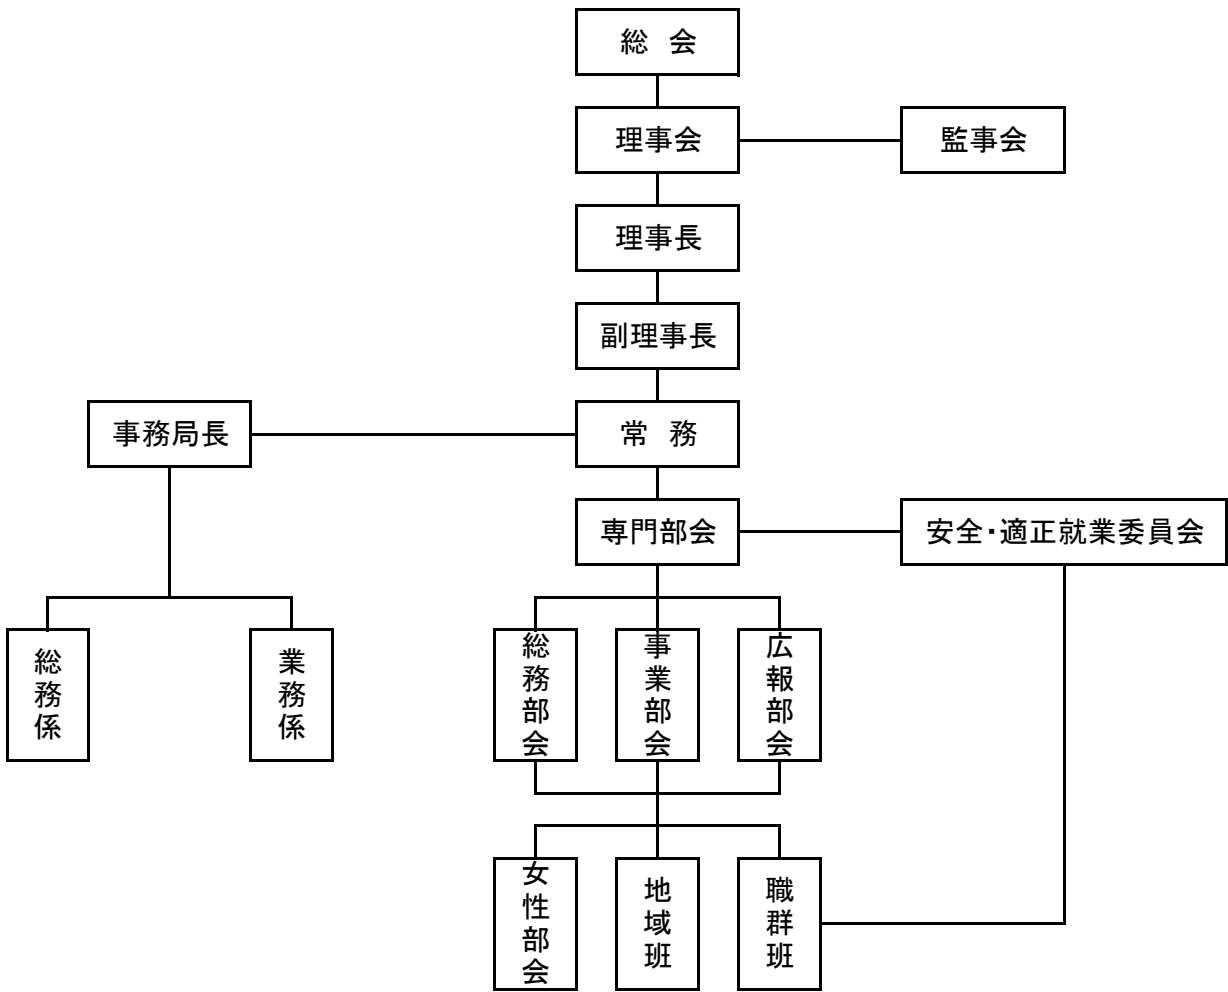 総　会
理事会
監事会
理事長
副理事長
事務局長
常　務
専門部会
安全・適正就業委員会
総務係
業務係
総務部会
事業部会
広報部会
女性部会
地域班
職群班